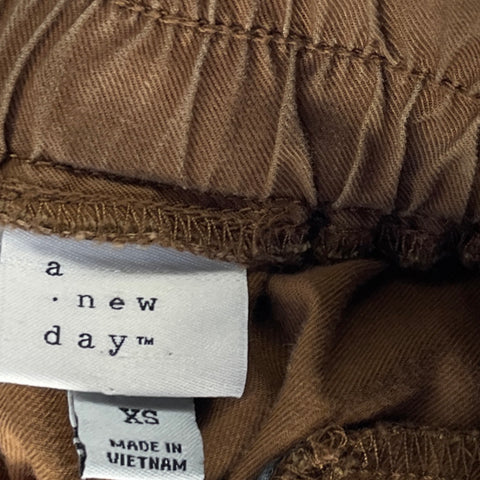 a
· new
day™
XS
MADE IN
VIETNAM